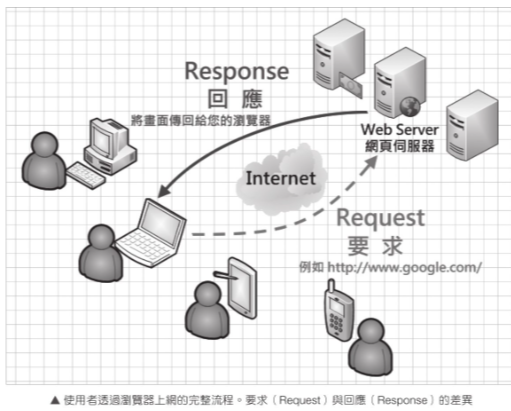 Response
回 應
將畫面傳回給您的瀏覽器
Web Server
網頁伺服器
Internet
Request
要 求
例如 http://www.google.com/
▲ 使用者透過瀏覽器上網的完整流程。要求（Request）與回應（Response）的差異